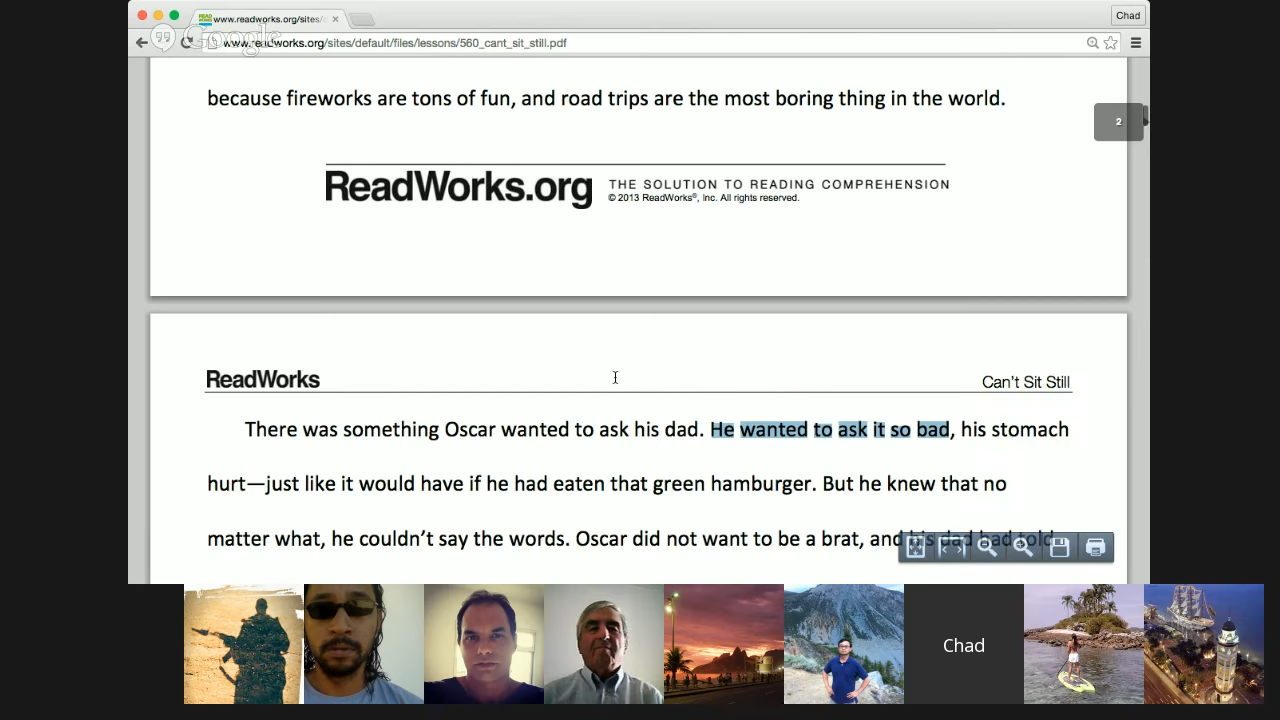 www.readworks.org/sites/
Chad
Google
www.readworks.org/sites/default/files/lessons/560_cant_sit_still.pdf
because fireworks are tons of fun, and road trips are the most boring thing in the world.
2
ReadWorks.org THE SOLUTION TO READING COMPREHENSION
© 2013 ReadWorks®, Inc. All rights reserved.
ReadWorks Can't Sit Still
There was something Oscar wanted to ask his dad. He wanted to ask it so bad, his stomach
hurt—just like it would have if he had eaten that green hamburger. But he knew that no
matter what, he couldn't say the words. Oscar did not want to be a brat, and his dad had told
Chad